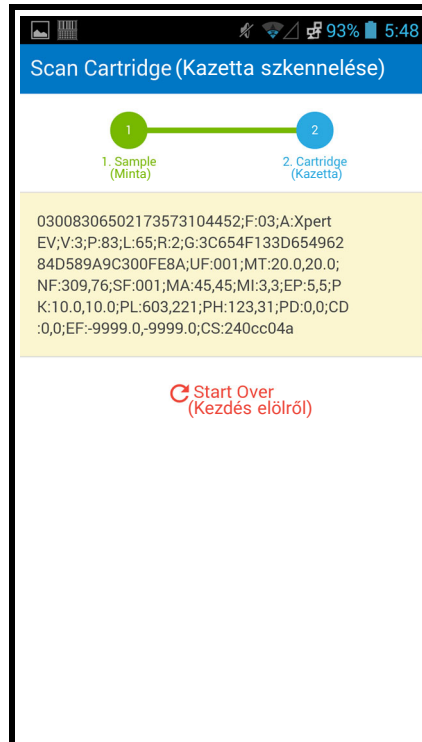 93% 5:48
Scan Cartridge (Kazetta szkennelése)
1 2
1. Sample 2. Cartridge
(Minta) (Kazetta)
03008306502173573104452;F:03;A:Xpert
EV;V:3;P:83;L:65;R:2;G:3C654F133D654962
84D589A9C300FE8A;UF:001;MT:20.0,20.0;
NF:309,76;SF:001;MA:45,45;MI:3,3;EP:5,5;P
K:10.0,10.0;PL:603,221;PH:123,31;PD:0,0;CD
:0,0;EF:-9999.0,-9999.0;CS:240cc04a
Start Over
(Kezdés elölről)